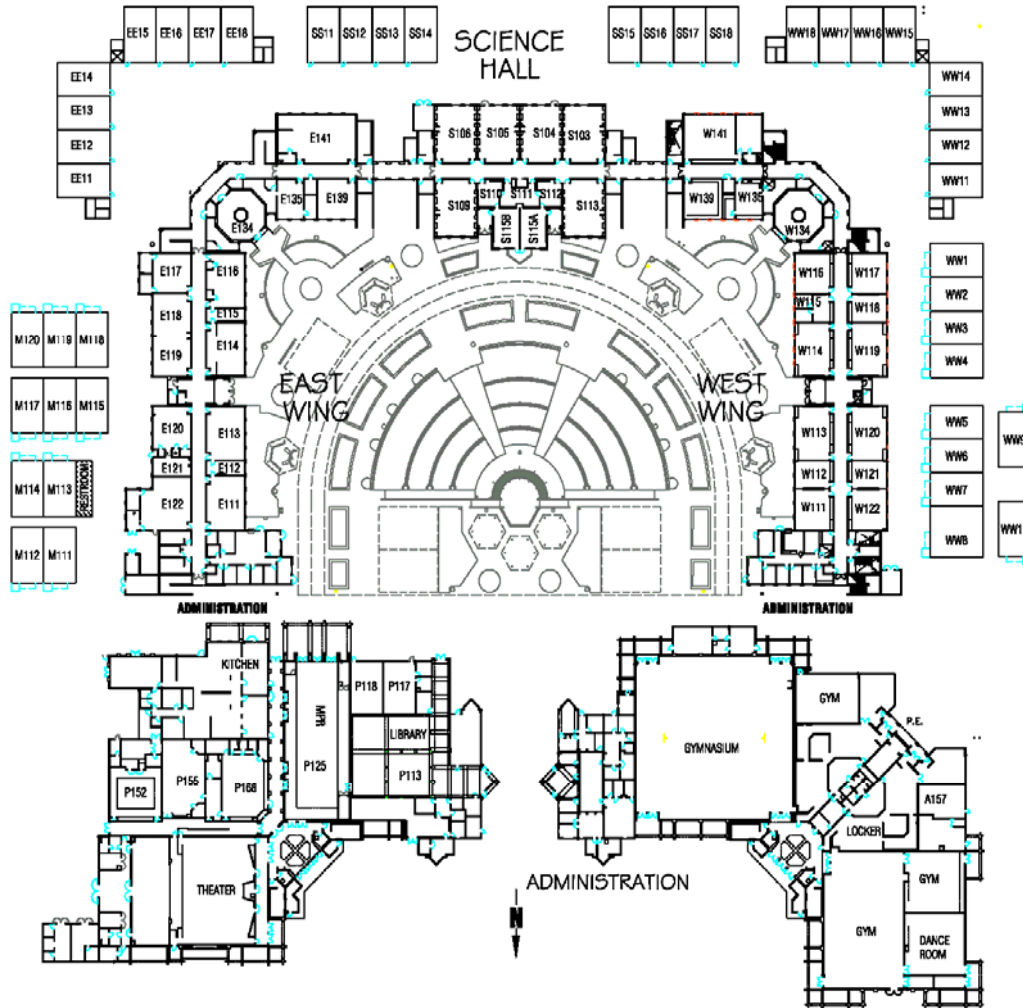 EE15 EE16 EE17 EE18 SS11 SS12 SS13 SS14 SS15 SS16 SS17 SS18 WW18 WW17 WW16 WW15
SCIENCE
HALL
EE14 WW14
EE13 WW13
EE12 WW12
EE11 WW11
E141 S106 S105 S104 S103 W141
E135 E139 S109 S110 S111 S112 S113 W139 W135
E134 S115B S115A W134
E117 E116 W116 W117 WW1
E118 E115 W118 WW2
M120 M119 M118 E119 E114 W114 W119 WW3
WW4
EAST
WING
WEST
WING
M117 M116 M115 E120 E113 W113 W120 WW5
E121 E112 W112 W121 WW6
M114 M113 RESTROOM E122 E111 W111 W122 WW7
M112 M111 WW8
ADMINISTRATION ADMINISTRATION
KITCHEN P118 P117 GYM
MPR LIBRARY GYMNASIUM P.E.
P152 P155 P168 P125 P113 A157
LOCKER
THEATER ADMINISTRATION GYM
N GYM DANCE
ROOM